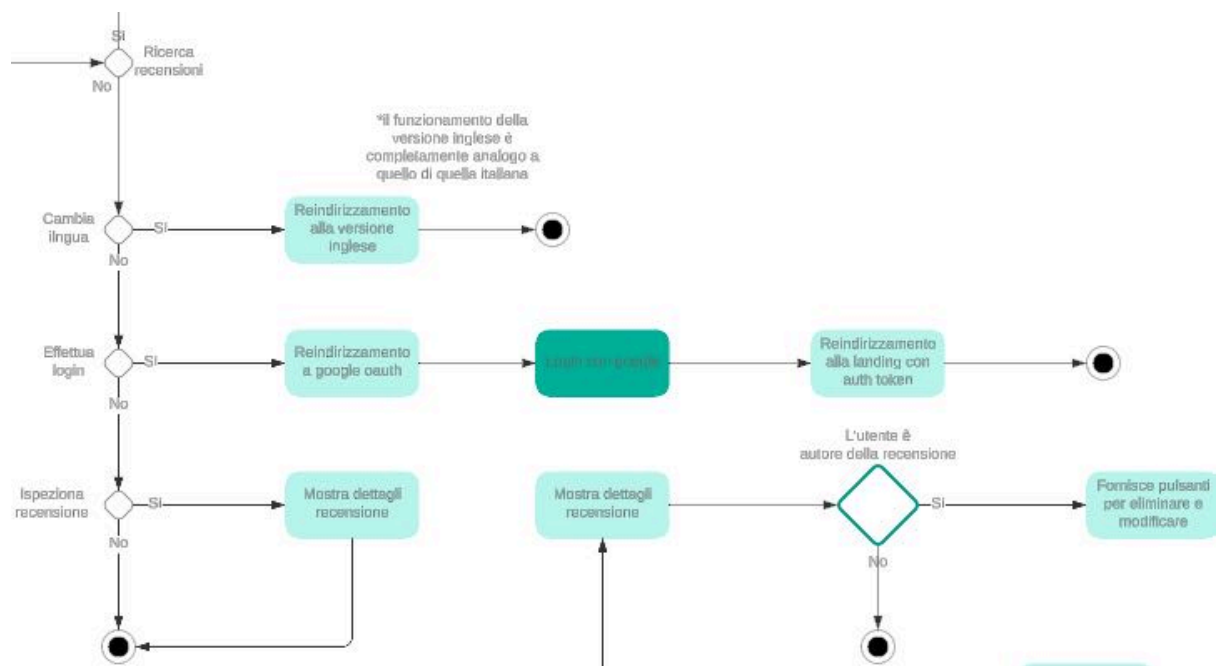 Si
Ricerca
recensioni
No
*il funzionamento della
versione inglese è
completamente analogo a
quello di quella italiana
Cambia
lingua
Si
Reindirizzamento
alla versione
inglese
No
Effettua
login
Si
Reindirizzamento
a google oauth
Login con google
Reindirizzamento
alla landing con
auth token
No
L'utente è
autore della recensione
Ispeziona
recensione
Si
Mostra dettagli
recensione
Mostra dettagli
recensione
Si
Fornisce pulsanti
per eliminare e
modificare
No
No